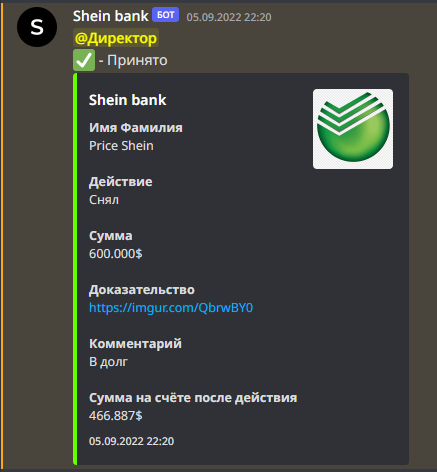 S
Shein bank БОТ 05.09.2022 22:20
@Директор
✅ - Принято
Shein bank
Имя Фамилия
Price Shein
Действие
Снял
Сумма
600.000$
Доказательство
https://imgur.com/QbrwBY0
Комментарий
В долг
Сумма на счёте после действия
466.887$
05.09.2022 22:20